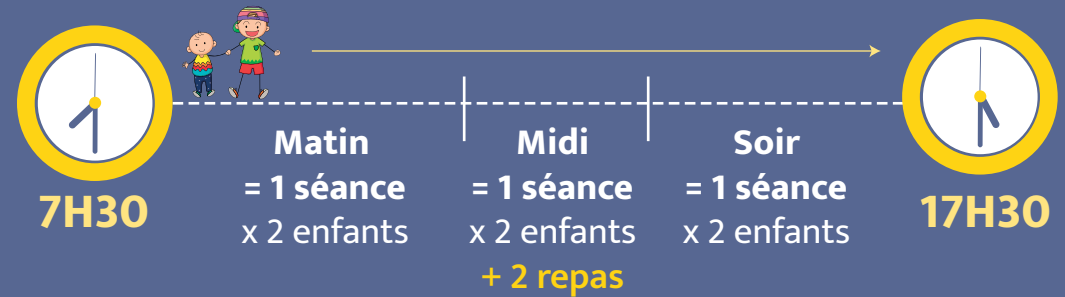 7H30
Matin
= 1 séance
x 2 enfants
Midi
= 1 séance
x 2 enfants
+ 2 repas
Soir
= 1 séance
x 2 enfants
17H30